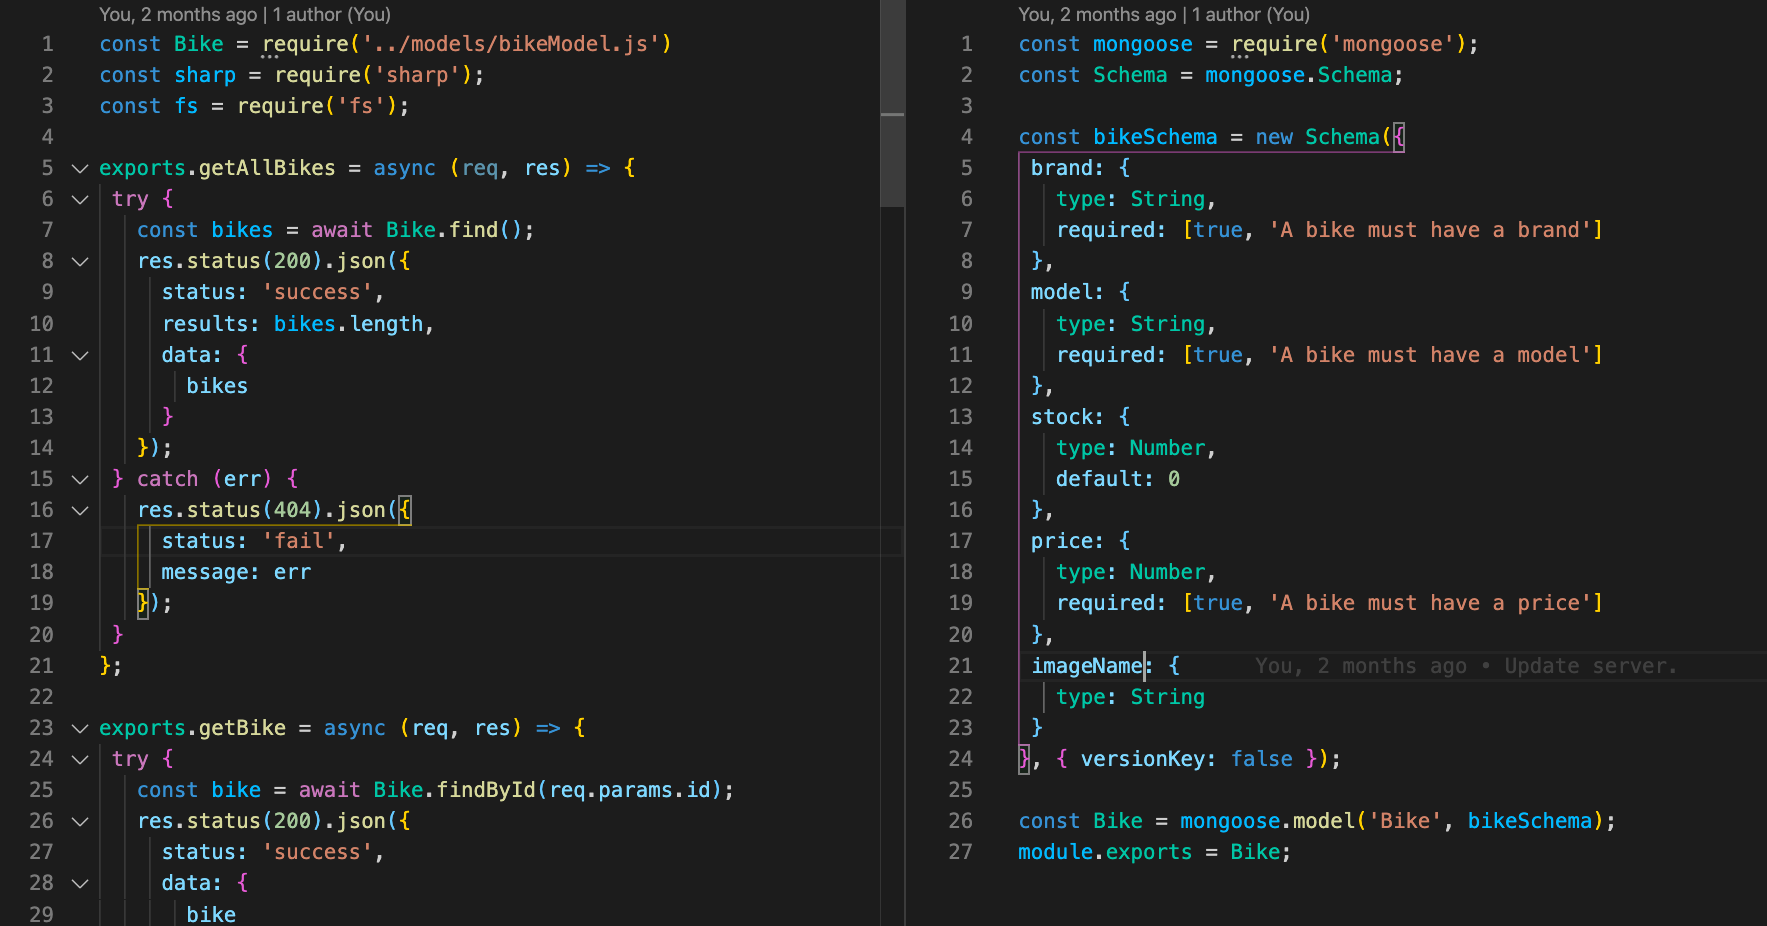 You, 2 months ago | 1 author (You)
1 const Bike = require('../models/bikeModel.js')
2 const sharp = require('sharp');
3 const fs = require('fs');
4
5 exports.getAllBikes = async (req, res) => {
6 try {
7 const bikes = await Bike.find();
8 res.status(200).json({
9 status: 'success',
10 results: bikes.length,
11 data: {
12 bikes
13 }
14 });
15 } catch (err) {
16 res.status(404).json({
17 status: 'fail',
18 message: err
19 });
20 }
21 };
22
23 exports.getBike = async (req, res) => {
24 try {
25 const bike = await Bike.findById(req.params.id);
26 res.status(200).json({
27 status: 'success',
28 data: {
29 bike
You, 2 months ago | 1 author (You)
1 const mongoose = require('mongoose');
2 const Schema = mongoose.Schema;
3
4 const bikeSchema = new Schema({
5 brand: {
6 type: String,
7 required: [true, 'A bike must have a brand']
8 },
9 model: {
10 type: String,
11 required: [true, 'A bike must have a model']
12 },
13 stock: {
14 type: Number,
15 default: 0
16 },
17 price: {
18 type: Number,
19 required: [true, 'A bike must have a price']
20 },
21 imageName: { You, 2 months ago • Update server.
22 type: String
23 }
24 }, { versionKey: false });
25
26 const Bike = mongoose.model('Bike', bikeSchema);
27 module.exports = Bike;